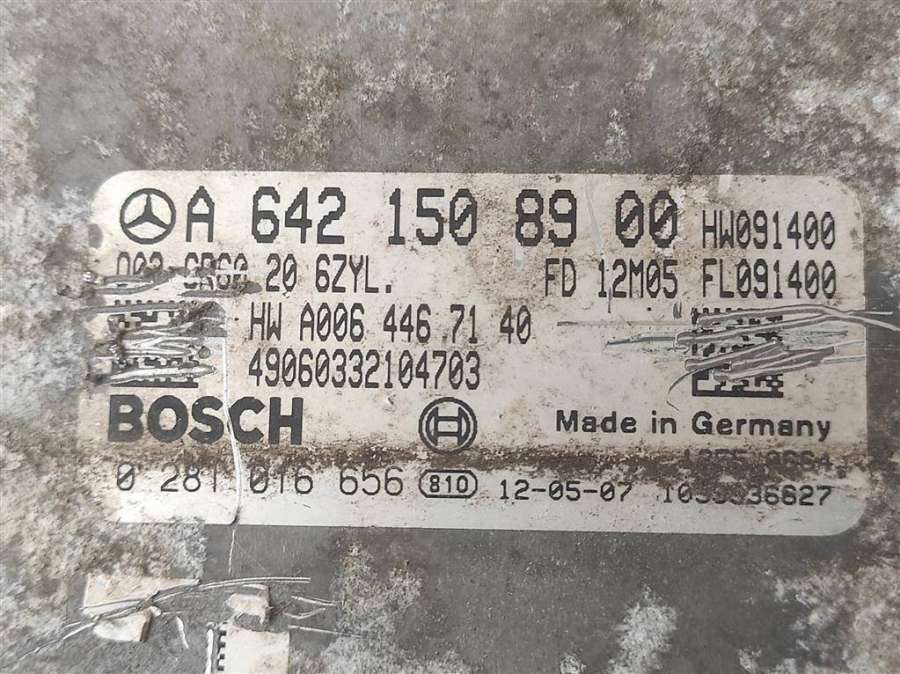 A 642 150 89 00 HW091400
20 6ZYL. FD 12M05 FL091400
HW A006 446 71 40
49060332104703
BOSCH Made in Germany
0 281 016 656 810 12-05-07